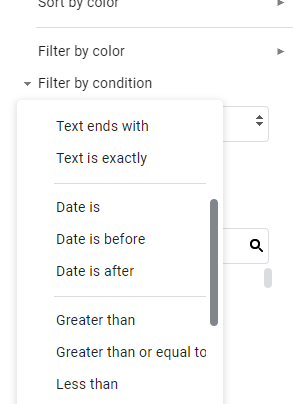 Sort by color
Filter by color
Filter by condition
Text ends with
Text is exactly
Date is
Date is before
Date is after
Greater than
Greater than or equal to
Less than